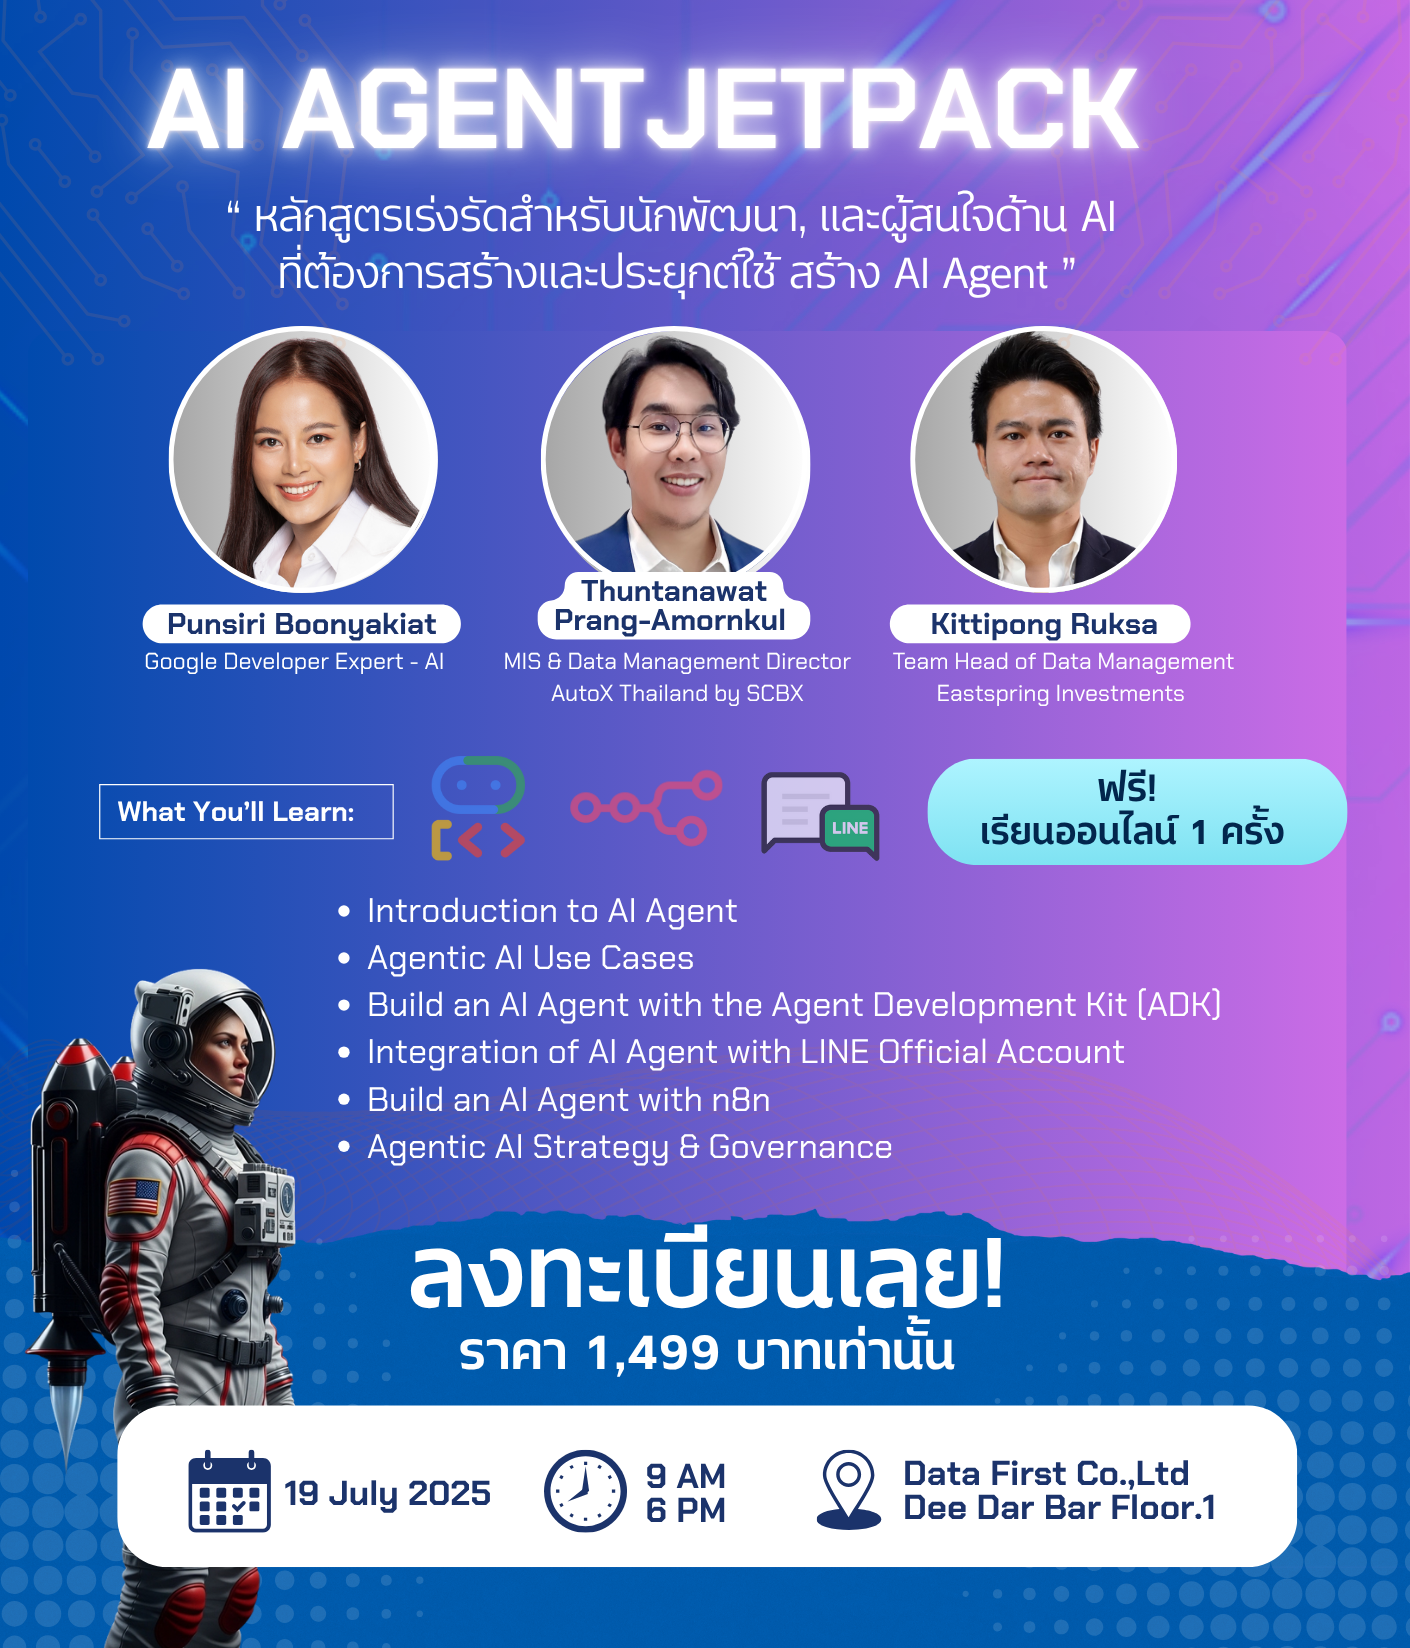 AI AGENTJETPACK
“ หลักสูตรเร่งรัดสำหรับนักพัฒนา, และผู้สนใจด้าน AI
ที่ต้องการสร้างและประยุกต์ใช้ สร้าง AI Agent ”
Punsiri Boonyakiat
Google Developer Expert - AI
Thuntanawat
Prang-Amornkul
MIS & Data Management Director
AutoX Thailand by SCBX
Kittipong Ruksa
Team Head of Data Management
Eastspring Investments
What You'll Learn:
LINE
ฟรี!
เรียนออนไลน์ 1 ครั้ง
• Introduction to AI Agent
• Agentic AI Use Cases
• Build an AI Agent with the Agent Development Kit (ADK)
• Integration of AI Agent with LINE Official Account
• Build an AI Agent with n8n
• Agentic AI Strategy & Governance
ลงทะเบียนเลย!
ราคา 1,499 บาทเท่านั้น
19 July 2025
9 AM
6 PM
Data First Co.,Ltd
Dee Dar Bar Floor.1